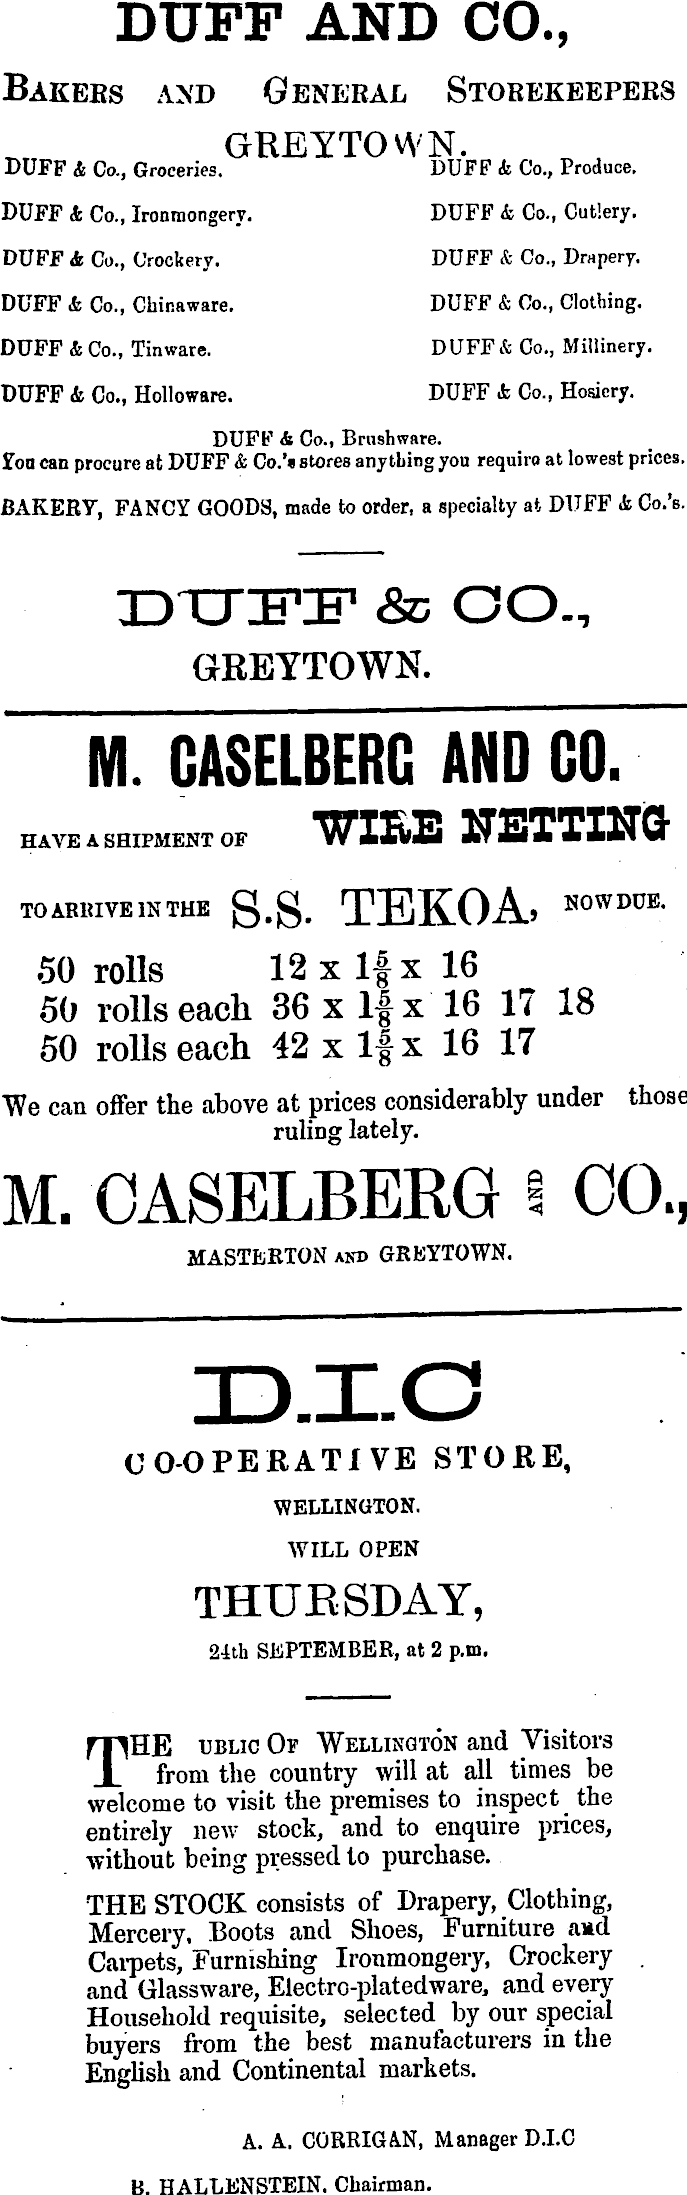 DUFF AND CO.,
BAKERS AND GENERAL STOREKEEPERS
GREYTOWN.
DUFF & Co., Groceries. DUFF & Co., Produce.
DUFF & Co., Ironmongery. DUFF & Co., Cutlery.
DUFF & Co., Crockery. DUFF & Co., Drapery.
DUFF & Co., Chinaware. DUFF & Co., Clothing.
DUFF & Co., Tinware. DUFF & Co., Millinery.
DUFF & Co., Holloware. DUFF & Co., Hosiery.
DUFF & Co., Brushware.
You can procure at DUFF & Co.'s stores anything you require at lowest prices.
BAKERY, FANCY GOODS, made to order, a specialty at DUFF & Co.'s.
DUFF & CO.,
GREYTOWN.
M. CASELBERG AND CO.
HAVE A SHIPMENT OF WIRE NETTING
TO ARRIVE IN THE S.S. TEKOA, NOW DUE.
50 rolls 12 x 1⅝ x 16
50 rolls each 36 x 1⅝ x 16 17 18
50 rolls each 42 x 1⅝ x 16 17
We can offer the above at prices considerably under those
ruling lately.
M. CASELBERG AND CO.,
MASTERTON AND GREYTOWN.
D.I.C
CO-OPERATIVE STORE,
WELLINGTON.
WILL OPEN
THURSDAY,
24th SEPTEMBER, at 2 p.m.
THE UBLIC OF WELLINGTON and Visitors
from the country will at all times be
welcome to visit the premises to inspect the
entirely new stock, and to enquire prices,
without being pressed to purchase.
THE STOCK consists of Drapery, Clothing,
Mercery, Boots and Shoes, Furniture and
Carpets, Furnishing Ironmongery, Crockery
and Glassware, Electro-platedware, and every
Household requisite, selected by our special
buyers from the best manufacturers in the
English and Continental markets.
A. A. CORRIGAN, Manager D.I.C
B. HALLENSTEIN, Chairman.